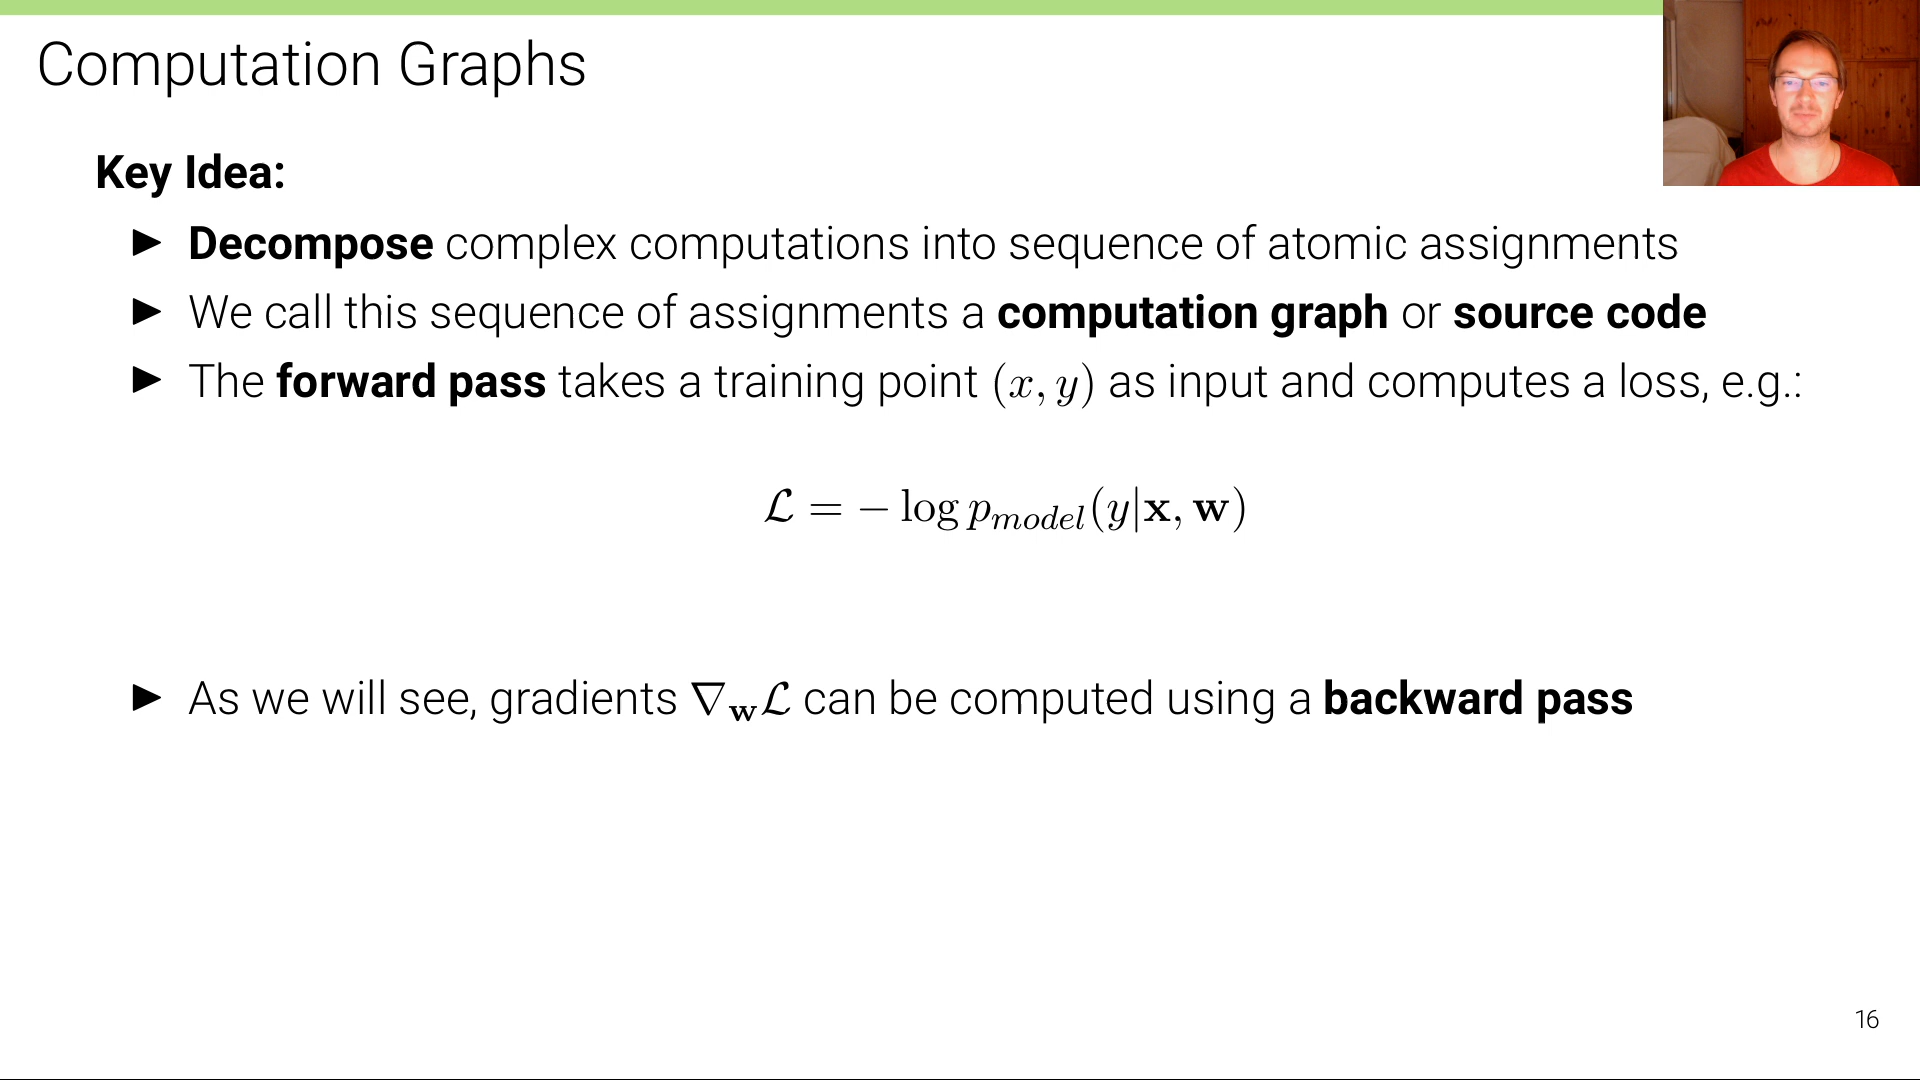 Computation Graphs
Key Idea:
▶ Decompose complex computations into sequence of atomic assignments
▶ We call this sequence of assignments a computation graph or source code
▶ The forward pass takes a training point (x, y) as input and computes a loss, e.g.:
ℒ = − log p_model(y|𝐱, 𝐰)
▶ As we will see, gradients ∇_𝐰ℒ can be computed using a backward pass
16